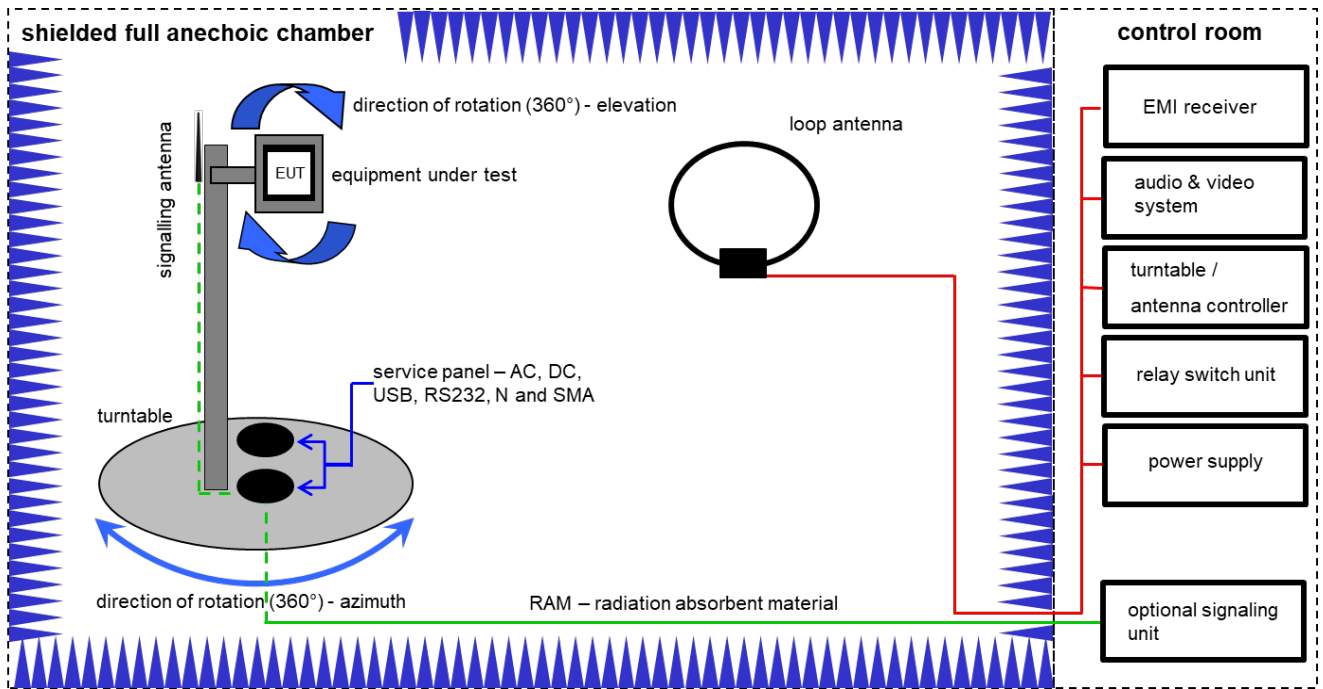 shielded full anechoic chamber
control room
direction of rotation (360°) - elevation
signalling antenna
EUT
equipment under test
loop antenna
service panel – AC, DC,
USB, RS232, N and SMA
turntable
direction of rotation (360°) - azimuth
RAM – radiation absorbent material
EMI receiver
audio & video
system
turntable /
antenna controller
relay switch unit
power supply
optional signaling
unit